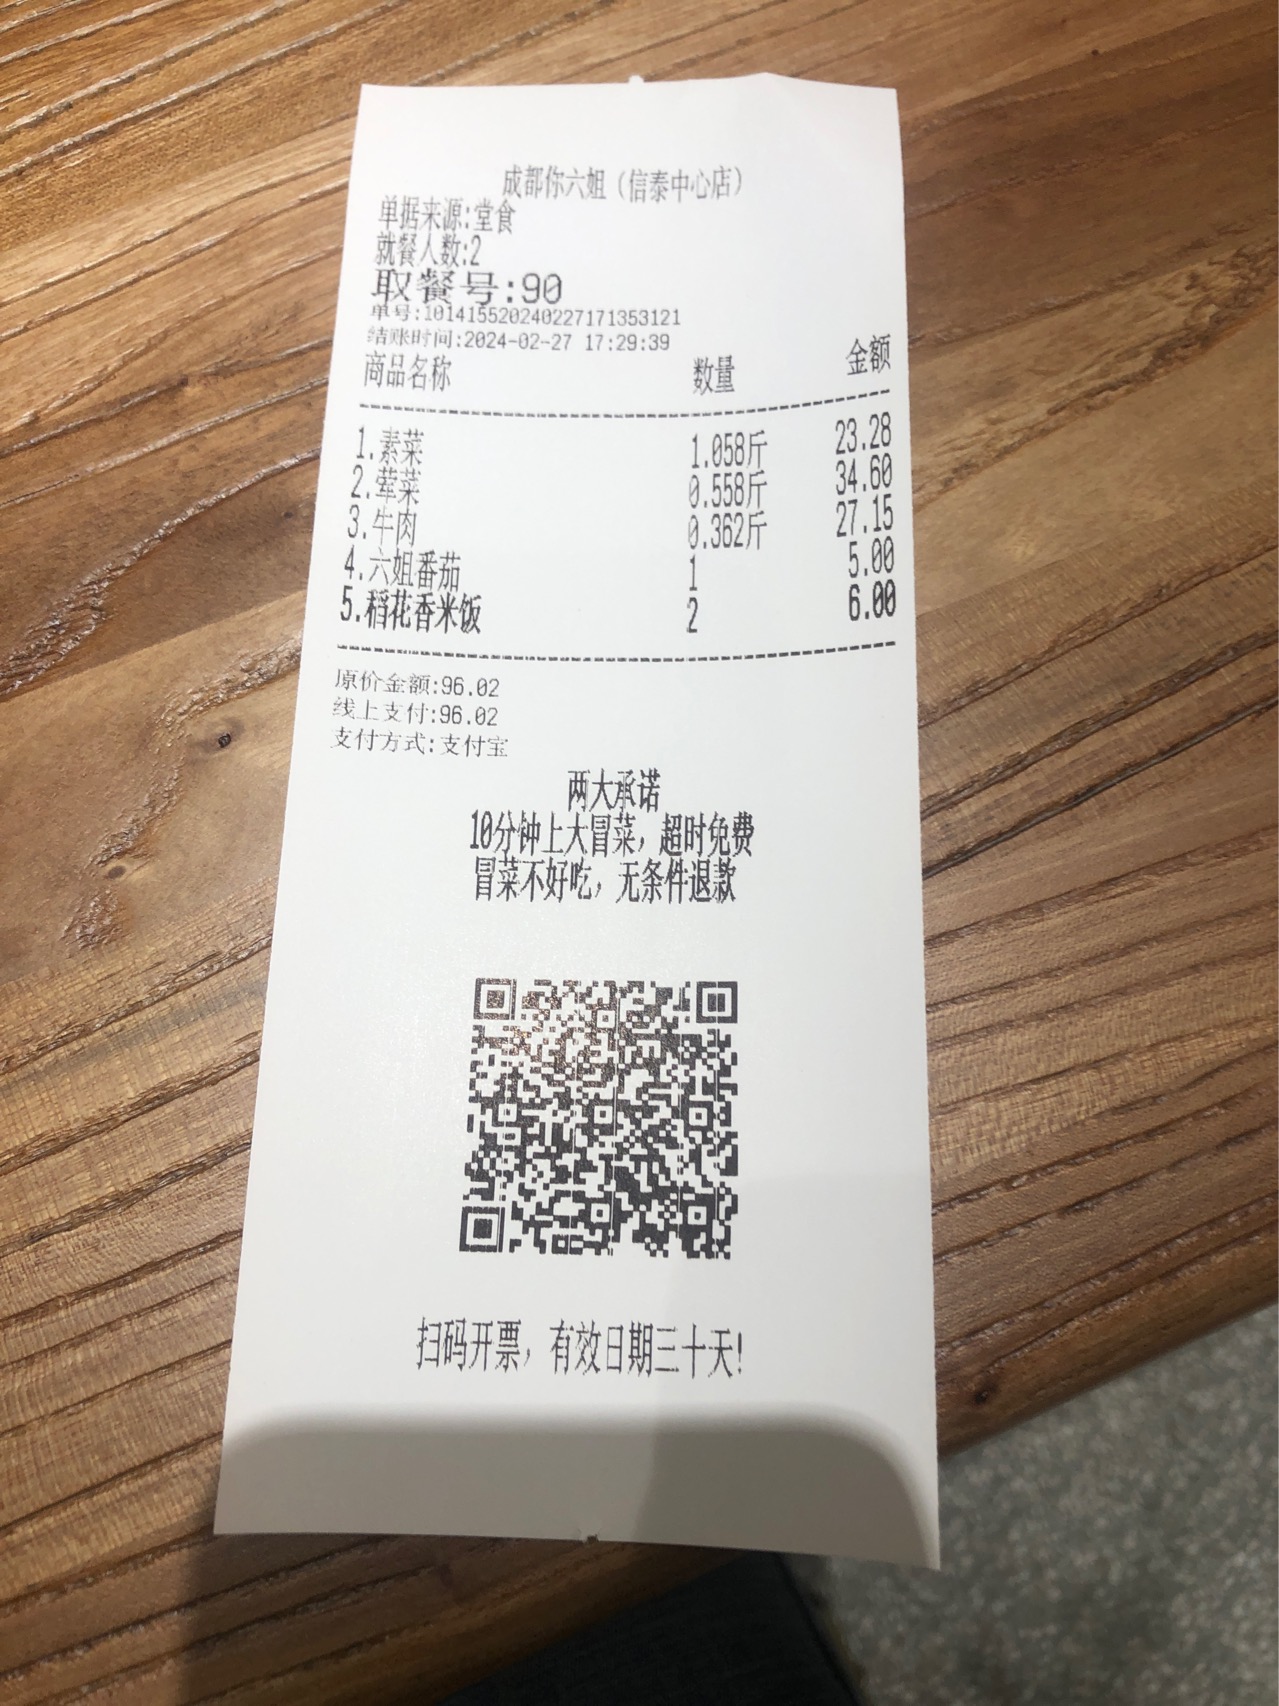 成都你六姐（信泰中心店）
单据来源:堂食
就餐人数:2
取餐号:90
单号:101415520240227171353121
结账时间:2024-02-27 17:29:39
商品名称 数量 金额
1.素菜 1.058斤 23.28
2.荤菜 0.558斤 34.60
3.牛肉 0.362斤 27.15
4.六姐番茄 1 5.00
5.稻花香米饭 2 6.00
原价金额:96.02
线上支付:96.02
支付方式:支付宝
两大承诺
10分钟上大冒菜，超时免费
冒菜不好吃，无条件退款
扫码开票，有效日期三十天!